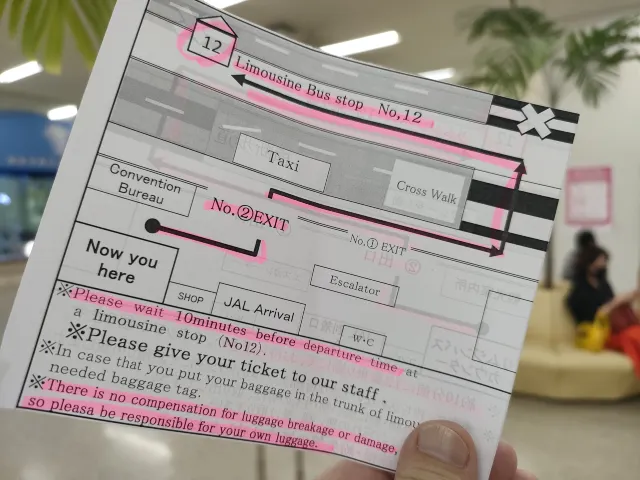 12
Limousine Bus stop No,12
Taxi
Cross Walk
Convention
Bureau
No.②EXIT
No.① EXIT
Now you
here
SHOP
JAL Arrival
Escalator
W·C
※Please wait 10minutes before departure time, at
a limousine stop (No12).
※Please give your ticket to our staff.
※In case that you put your baggage in the trunk of limou
needed baggage tag.
※There is no compensation for luggage breakage or damage,
so pleasa be responsible for your own luggage.